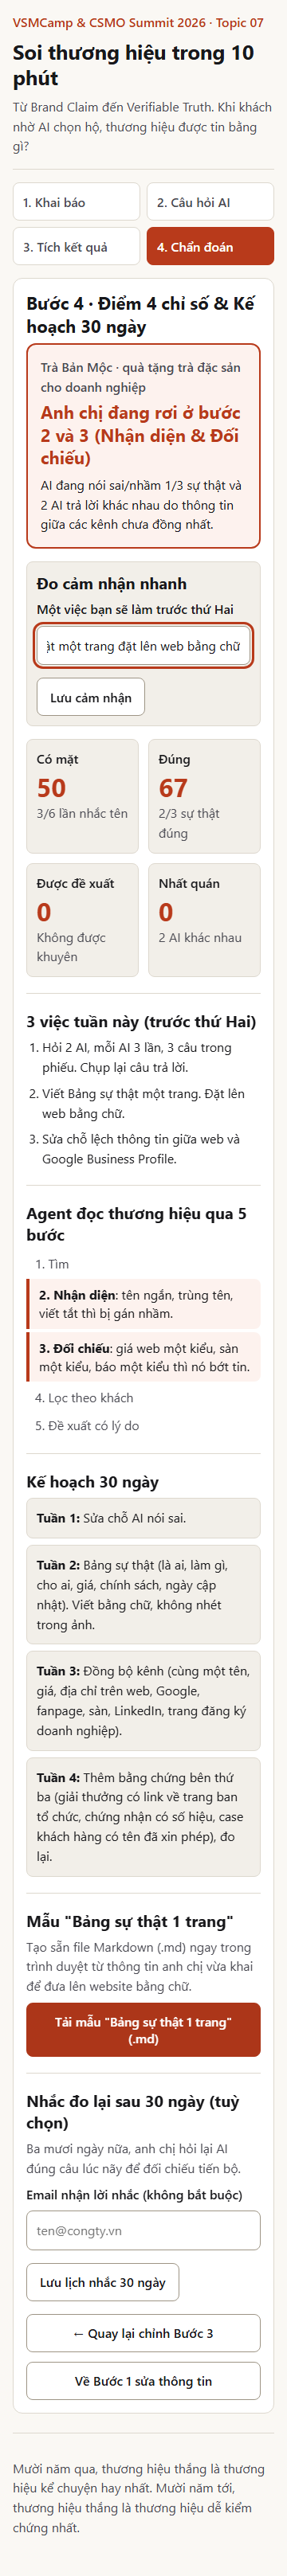 VSMCamp & CSMO Summit 2026 · Topic 07
Soi thương hiệu trong 10
phút
Từ Brand Claim đến Verifiable Truth. Khi khách
nhờ AI chọn hộ, thương hiệu được tin bằng
gì?
1. Khai báo
2. Câu hỏi AI
3. Tích kết quả
4. Chẩn đoán
Bước 4 · Điểm 4 chỉ số & Kế
hoạch 30 ngày
Trà Bản Mộc · quà tặng trà đặc sản
cho doanh nghiệp
Anh chị đang rơi ở bước
2 và 3 (Nhận diện & Đối
chiếu)
AI đang nói sai/nhầm 1/3 sự thật và
2 AI trả lời khác nhau do thông tin
giữa các kênh chưa đồng nhất.
Đo cảm nhận nhanh
Một việc bạn sẽ làm trước thứ Hai
một trang đặt lên web bằng chữ
Lưu cảm nhận
Có mặt
50
3/6 lần nhắc tên
Đúng
67
2/3 sự thật
đúng
Được đề xuất
0
Không được
khuyên
Nhất quán
0
2 AI khác nhau
3 việc tuần này (trước thứ Hai)
1. Hỏi 2 AI, mỗi AI 3 lần, 3 câu trong
phiếu. Chụp lại câu trả lời.
2. Viết Bảng sự thật một trang. Đặt lên
web bằng chữ.
3. Sửa chỗ lệch thông tin giữa web và
Google Business Profile.
Agent đọc thương hiệu qua 5
bước
1. Tìm
2. Nhận diện: tên ngắn, trùng tên,
viết tắt thì bị gán nhầm.
3. Đối chiếu: giá web một kiểu, sàn
một kiểu, báo một kiểu thì nó bớt tin.
4. Lọc theo khách
5. Đề xuất có lý do
Kế hoạch 30 ngày
Tuần 1: Sửa chỗ AI nói sai.
Tuần 2: Bảng sự thật (là ai, làm gì,
cho ai, giá, chính sách, ngày cập
nhật). Viết bằng chữ, không nhét
trong ảnh.
Tuần 3: Đồng bộ kênh (cùng một tên,
giá, địa chỉ trên web, Google,
fanpage, sàn, LinkedIn, trang đăng ký
doanh nghiệp).
Tuần 4: Thêm bằng chứng bên thứ
ba (giải thưởng có link về trang ban
tổ chức, chứng nhận có số hiệu, case
khách hàng có tên đã xin phép), đo
lại.
Mẫu "Bảng sự thật 1 trang"
Tạo sẵn file Markdown (.md) ngay trong
trình duyệt từ thông tin anh chị vừa khai
để đưa lên website bằng chữ.
Tải mẫu "Bảng sự thật 1 trang"
(.md)
Nhắc đo lại sau 30 ngày (tuỳ
chọn)
Ba mươi ngày nữa, anh chị hỏi lại AI
đúng câu lúc nãy để đối chiếu tiến bộ.
Email nhận lời nhắc (không bắt buộc)
ten@congty.vn
Lưu lịch nhắc 30 ngày
← Quay lại chỉnh Bước 3
Về Bước 1 sửa thông tin
Mười năm qua, thương hiệu thắng là thương
hiệu kể chuyện hay nhất. Mười năm tới,
thương hiệu thắng là thương hiệu dễ kiểm
chứng nhất.